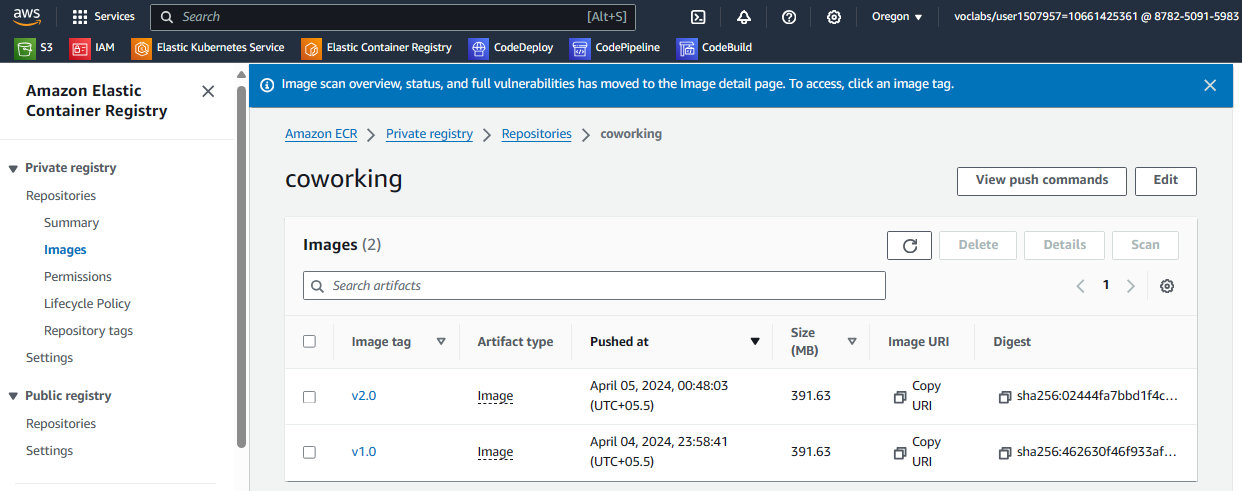 aws
Services
Search
[Alt+S]
Oregon
voclabs/user1507957=10661425361 @ 8782-5091-5983
S3
IAM
Elastic Kubernetes Service
Elastic Container Registry
CodeDeploy
CodePipeline
CodeBuild
Amazon Elastic
Container Registry
Private registry
Repositories
Summary
Images
Permissions
Lifecycle Policy
Repository tags
Settings
Public registry
Repositories
Settings
Image scan overview, status, and full vulnerabilities has moved to the Image detail page. To access, click an image tag.
Amazon ECR
Private registry
Repositories
coworking
coworking
View push commands
Edit
Images (2)
Delete
Details
Scan
Search artifacts
1
Image tag
Artifact type
Pushed at
Size
(MB)
Image URI
Digest
v2.0
Image
April 05, 2024, 00:48:03
(UTC+05.5)
391.63
Copy
URI
sha256:02444fa7bbd1f4c...
v1.0
Image
April 04, 2024, 23:58:41
(UTC+05.5)
391.63
Copy
URI
sha256:462630f46f933af...